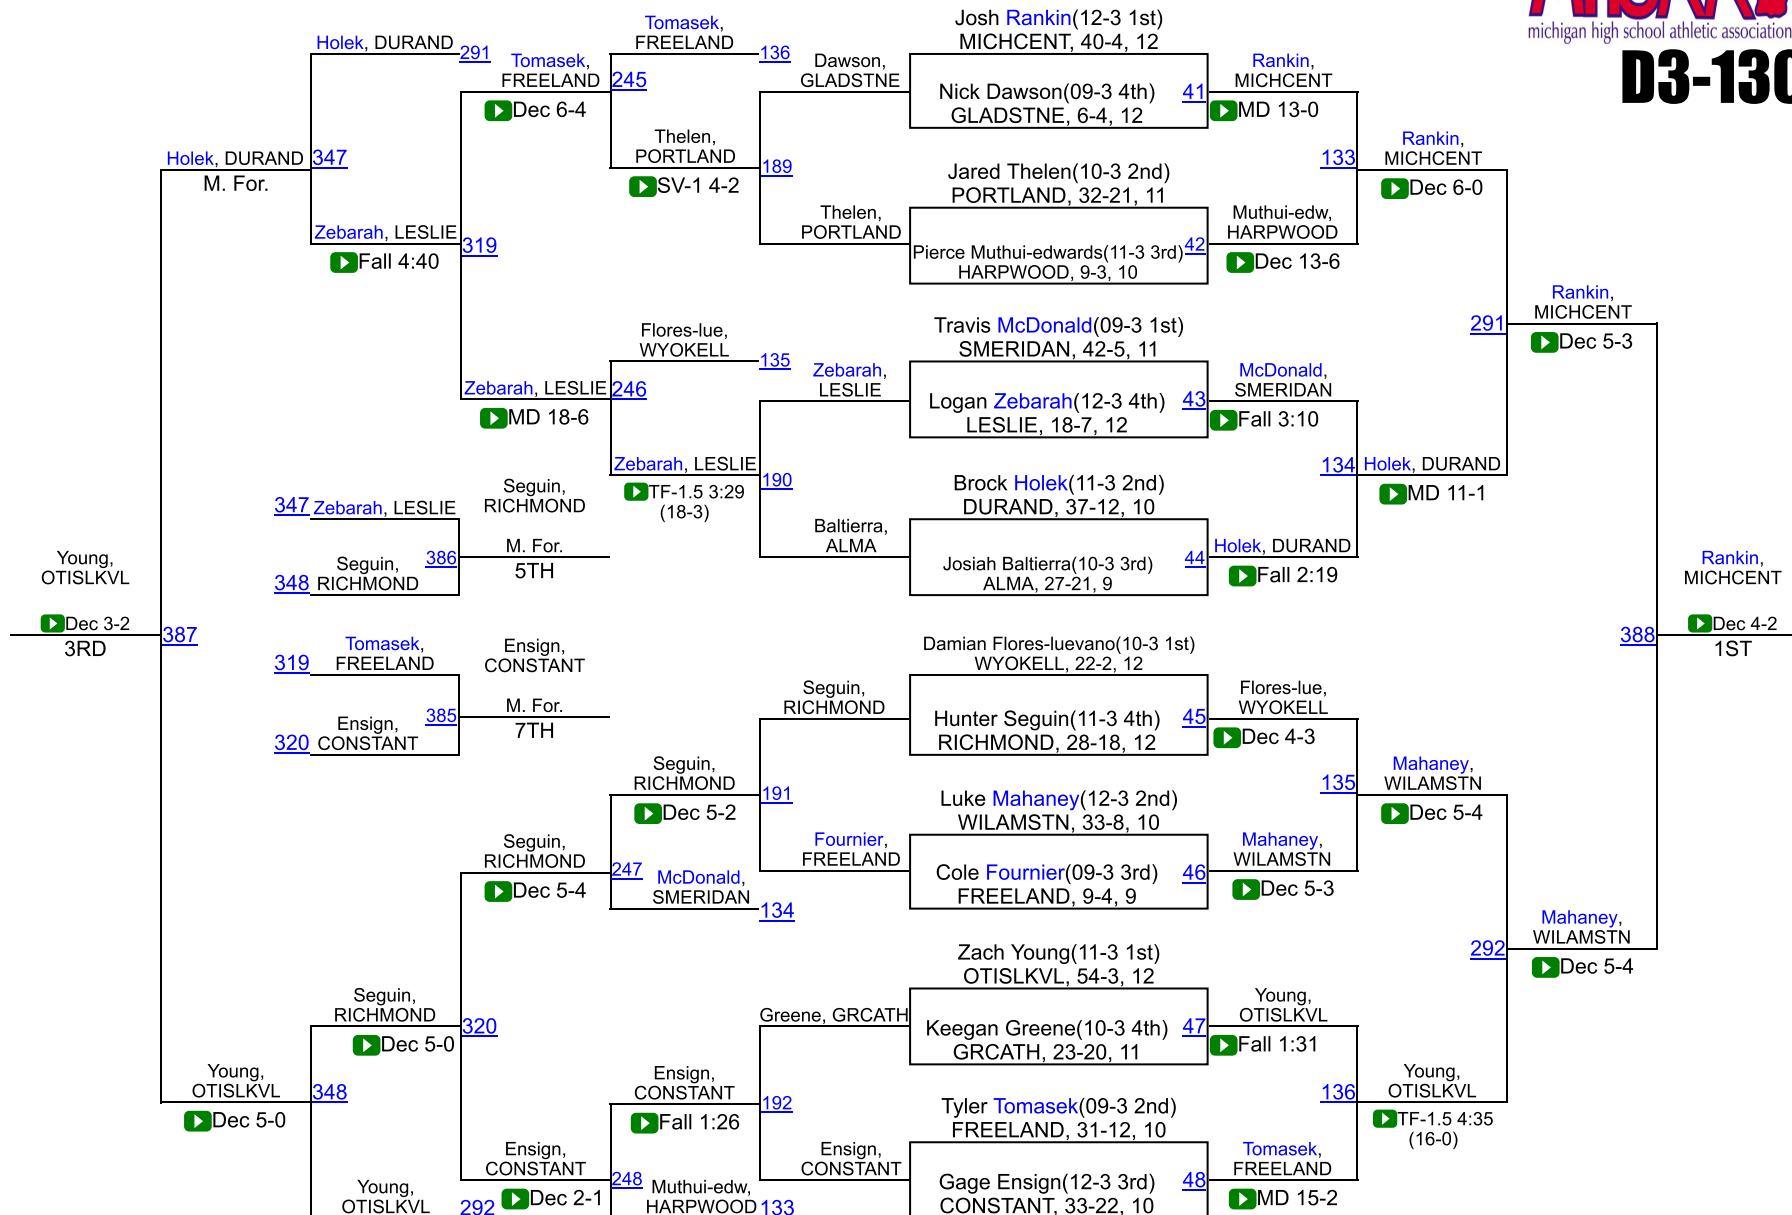 michigan high school athletic association
D3-130
Holek, DURAND
291
Tomasek,
FREELAND
Dec 6-4
245
Tomasek,
FREELAND
136
Thelen,
PORTLAND
SV-1 4-2
189
Dawson,
GLADSTNE
Thelen,
PORTLAND
Josh Rankin(12-3 1st)
MICHCENT, 40-4, 12
Nick Dawson(09-3 4th)
GLADSTNE, 6-4, 12
41
Rankin,
MICHCENT
MD 13-0
Jared Thelen(10-3 2nd)
PORTLAND, 32-21, 11
Pierce Muthui-edwards(11-3 3rd)
HARPWOOD, 9-3, 10
42
Muthui-edw,
HARPWOOD
Dec 13-6
133
Rankin,
MICHCENT
Dec 6-0
Holek, DURAND
M. For.
347
Zebarah, LESLIE
Fall 4:40
319
Zebarah, LESLIE
MD 18-6
246
Flores-lue,
WYOKELL
135
Zebarah, LESLIE
TF-1.5 3:29
(18-3)
190
Zebarah,
LESLIE
Baltierra,
ALMA
Travis McDonald(09-3 1st)
SMERIDAN, 42-5, 11
Logan Zebarah(12-3 4th)
LESLIE, 18-7, 12
43
McDonald,
SMERIDAN
Fall 3:10
Brock Holek(11-3 2nd)
DURAND, 37-12, 10
Josiah Baltierra(10-3 3rd)
ALMA, 27-21, 9
44
Holek, DURAND
Fall 2:19
134
Holek, DURAND
MD 11-1
291
Rankin,
MICHCENT
Dec 5-3
347
Zebarah, LESLIE
348
Seguin,
RICHMOND
386
Seguin,
RICHMOND
M. For.
5TH
Young,
OTISLKVL
Dec 3-2
3RD
387
319
Tomasek,
FREELAND
320
Ensign,
CONSTANT
385
Ensign,
CONSTANT
M. For.
7TH
388
Rankin,
MICHCENT
Dec 4-2
1ST
Damian Flores-luevano(10-3 1st)
WYOKELL, 22-2, 12
Hunter Seguin(11-3 4th)
RICHMOND, 28-18, 12
45
Flores-lue,
WYOKELL
Dec 4-3
Luke Mahaney(12-3 2nd)
WILAMSTN, 33-8, 10
Cole Fournier(09-3 3rd)
FREELAND, 9-4, 9
46
Mahaney,
WILAMSTN
Dec 5-3
135
Mahaney,
WILAMSTN
Dec 5-4
Seguin,
RICHMOND
Fournier,
FREELAND
191
Seguin,
RICHMOND
Dec 5-2
247
McDonald,
SMERIDAN
134
Seguin,
RICHMOND
Dec 5-4
292
Mahaney,
WILAMSTN
Dec 5-4
Zach Young(11-3 1st)
OTISLKVL, 54-3, 12
Keegan Greene(10-3 4th)
GRCATH, 23-20, 11
47
Young,
OTISLKVL
Fall 1:31
Tyler Tomasek(09-3 2nd)
FREELAND, 31-12, 10
Gage Ensign(12-3 3rd)
CONSTANT, 33-22, 10
48
Tomasek,
FREELAND
MD 15-2
136
Young,
OTISLKVL
TF-1.5 4:35
(16-0)
Greene, GRCATH
Ensign,
CONSTANT
192
Ensign,
CONSTANT
Fall 1:26
248
Muthui-edw,
HARPWOOD
133
Ensign,
CONSTANT
Dec 2-1
320
Seguin,
RICHMOND
Dec 5-0
348
Young,
OTISLKVL
292
Young,
OTISLKVL
Dec 5-0